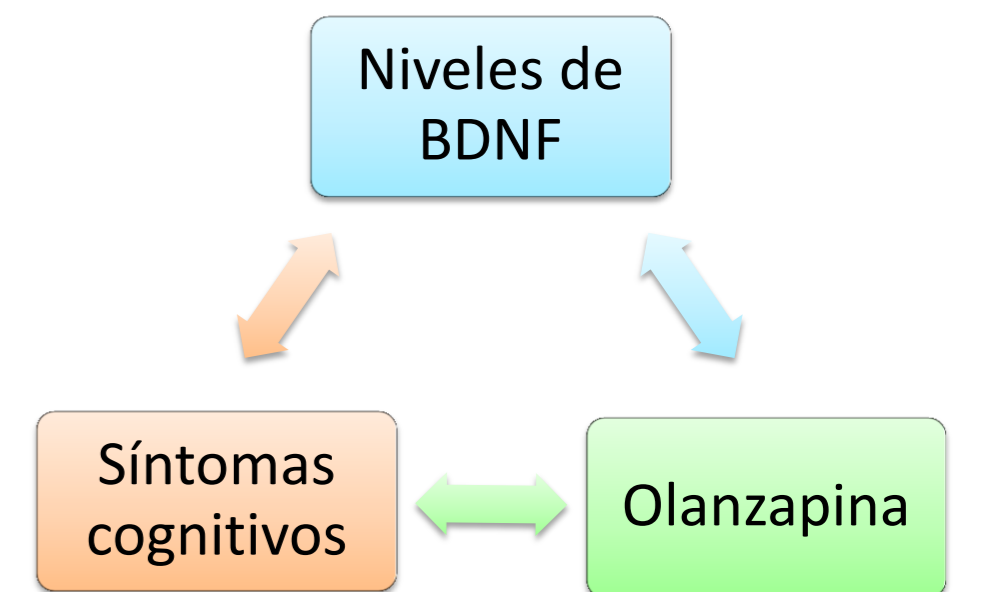 Niveles de
BDNF
Síntomas
cognitivos
Olanzapina